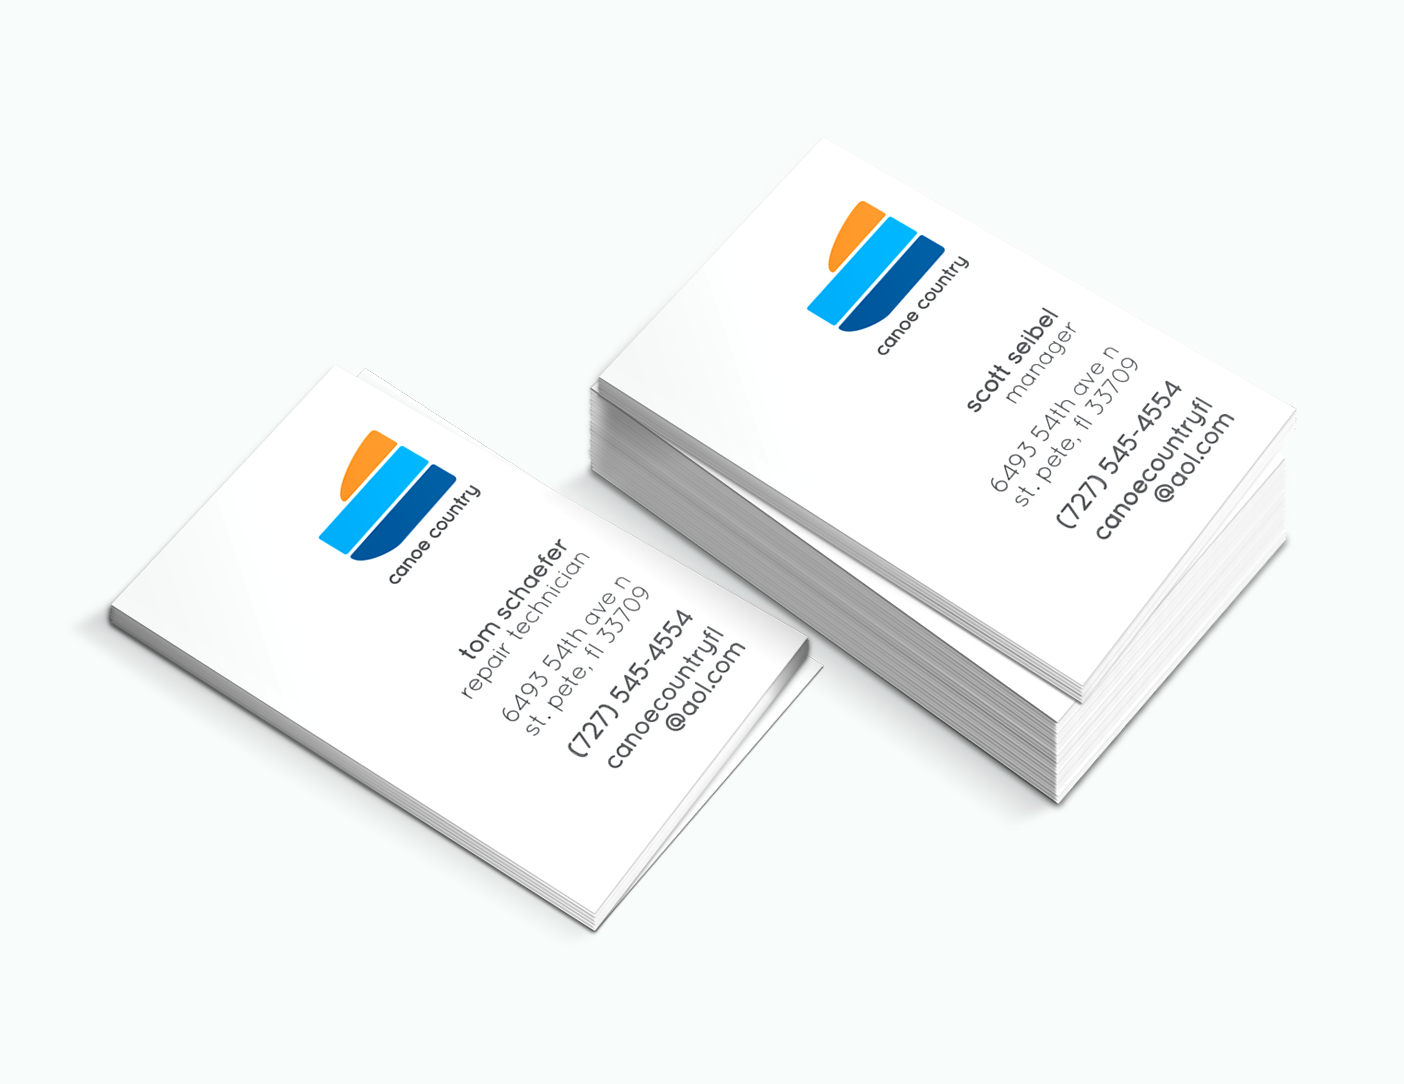 canoe country
tom schaefer
repair technician
6493 54th ave n
st. pete, fl 33709
(727) 545-4554
canoecountryfl
@aol.com
canoe country
scott seibel
manager
6493 54th ave n
st. pete, fl 33709
(727) 545-4554
canoecountryfl
@aol.com